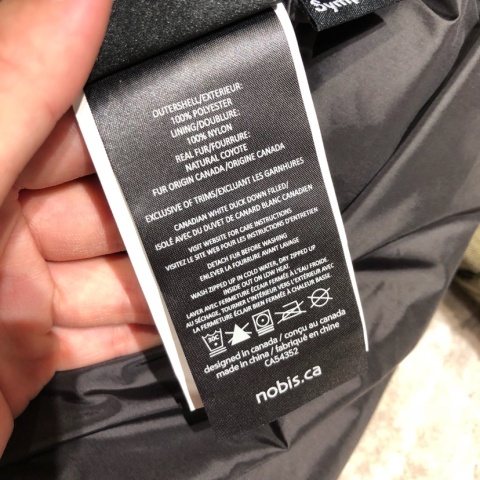 OUTERSHELL/EXTERIEUR:
100% POLYESTER
LINING/DOUBLURE:
100% NYLON
REAL FUR/FOURRURE:
NATURAL COYOTE
FUR ORIGIN CANADA/ORIGINE CANADA
EXCLUSIVE OF TRIMS/EXCLUANT LES GARNHURES
CANADIAN WHITE DUCK DOWN FILLED/
ISOLÉ AVEC DU DUVET DE CANARD BLANC CANADIEN
VISIT WEBSITE FOR CARE INSTRUCTIONS
VISITEZ LE SITE WEB POUR LES INSTRUCTIONS D'ENTRETIEN
DETACH FUR BEFORE WASHING
ENLEVER LA FOURRURE AVANT LAVAGE
WASH ZIPPED UP IN COLD WATER, DRY ZIPPED UP
INSIDE OUT ON LOW HEAT.
LAVER AVEC FERMETURE ÉCLAIR FERMÉE À L'EAU FROIDE.
AU SÉCHAGE, TOURNER L'INTÉRIEUR VERS L'EXTÉRIEUR AVEC
LA FERMETURE ÉCLAIR BIEN FERMÉE À CHALEUR BASSE.
30C
designed in canada / conçu au canada
made in china / fabriqué en chine
CA54352
nobis.ca